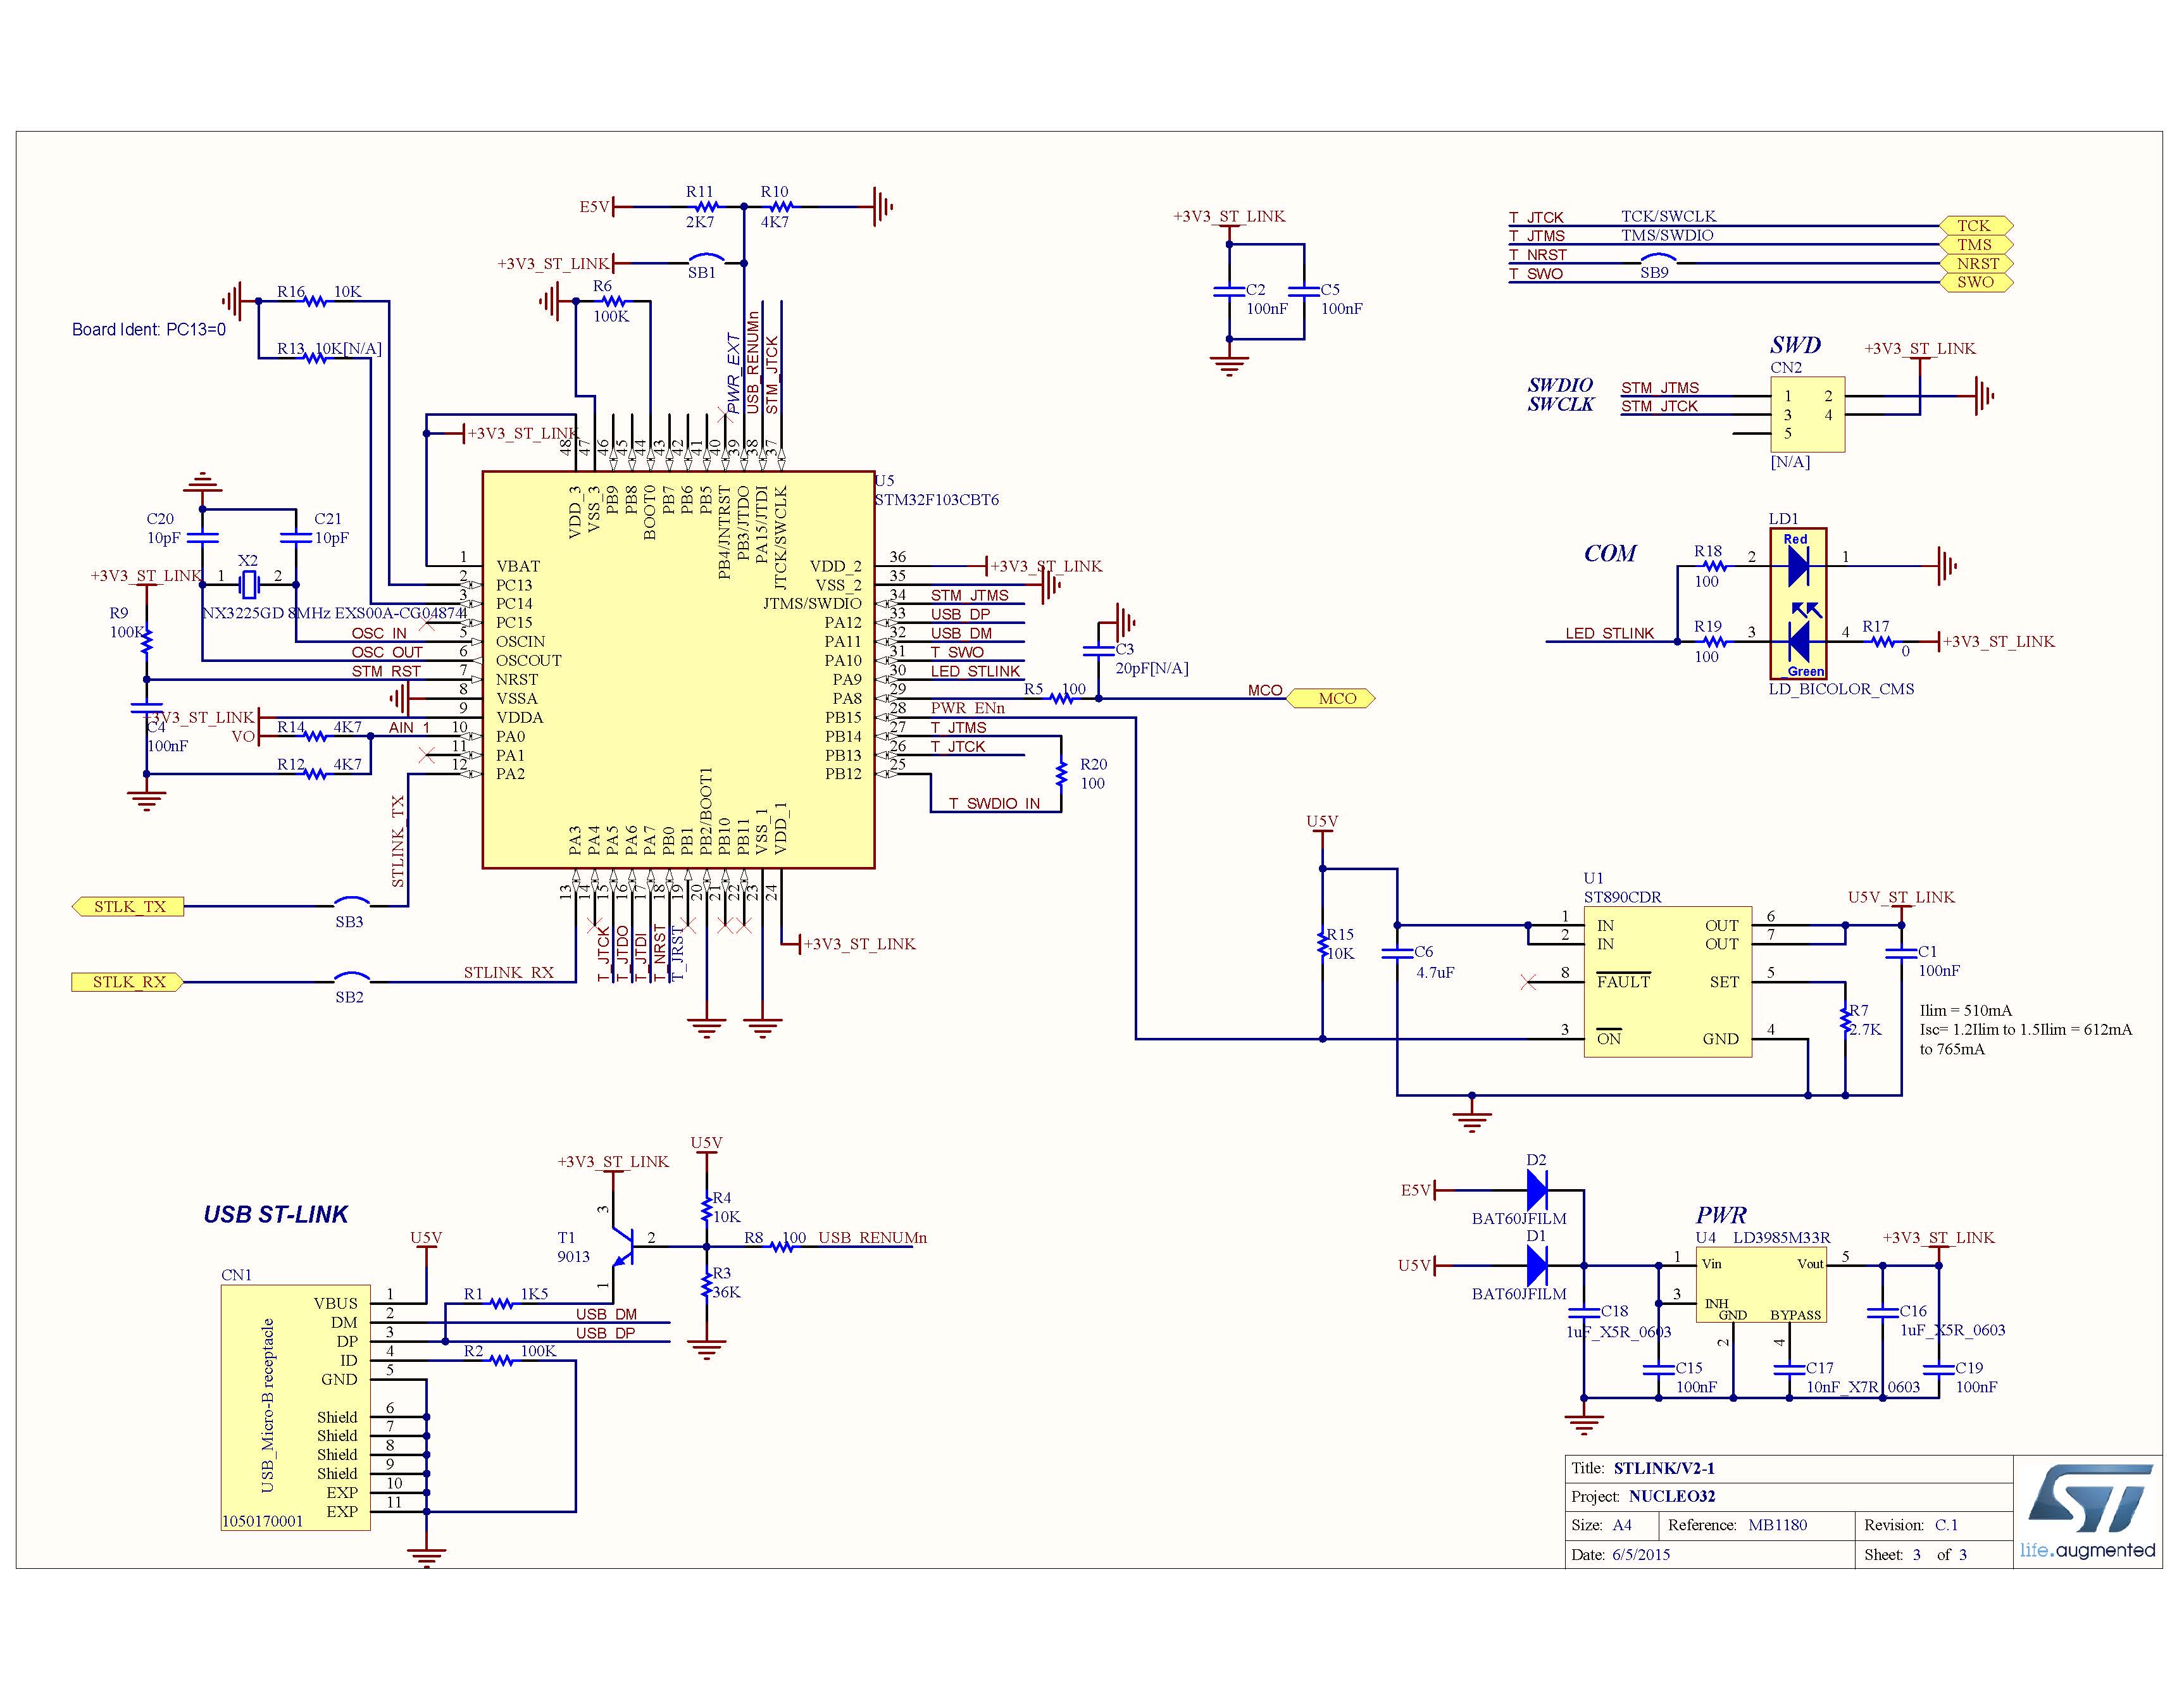 E5V
R11
2K7
R10
4K7
+3V3_ST_LINK
SB1
R6
100K
R16 10K
Board Ident: PC13=0
R13 10K[N/A]
PWR_EXT
USB_RENUMn
STM_JTCK
+3V3_ST_LINK
48
47
46
45
44
43
42
41
40
39
38
37
U5
STM32F103CBT6
VDD_3
VSS_3
PB9
PB8
BOOT0
PB7
PB6
PB5
PB4/JNTRST
PB3/JTDO
PA15/JTDI
JTCK/SWCLK
C20
10pF
C21
10pF
X2
1
2
NX3225GD 8MHz EXS00A-CG04874
+3V3_ST_LINK
R9
100K
OSC_IN
OSC_OUT
STM_RST
C4
100nF
+3V3_ST_LINK
VO
R14 4K7
AIN_1
R12 4K7
1 VBAT
2 PC13
3 PC14
4 PC15
5 OSCIN
6 OSCOUT
7 NRST
8 VSSA
9 VDDA
10 PA0
11 PA1
12 PA2
VDD_2 36 +3V3_ST_LINK
VSS_2 35
JTMS/SWDIO 34 STM_JTMS
PA12 33 USB_DP
PA11 32 USB_DM
PA10 31 T_SWO
PA9 30 LED_STLINK
PA8 29
PB15 28 PWR_ENn
PB14 27 T_JTMS
PB13 26 T_JTCK
PB12 25
T_SWDIO_IN
R5 100
C3
20pF[N/A]
MCO
MCO
R20
100
PA3
PA4
PA5
PA6
PA7
PB0
PB1
PB2/BOOT1
PB10
PB11
VSS_1
VDD_1
13
14
15
16
17
18
19
20
21
22
23
24
T_JTCK
T_JTDO
T_JTDI
T_NRST
T_JRST
+3V3_ST_LINK
STLINK_TX
STLK_TX
SB3
STLK_RX
SB2
STLINK_RX
+3V3_ST_LINK
C2
100nF
C5
100nF
T_JTCK TCK/SWCLK TCK
T_JTMS TMS/SWDIO TMS
T_NRST SB9 NRST
T_SWO SWO
SWD
CN2
+3V3_ST_LINK
SWDIO STM_JTMS
SWCLK STM_JTCK
1 2
3 4
5
[N/A]
LD1
COM
R18
100
2
Red
1
LED_STLINK
R19
100
3
4
Green
R17
0
+3V3_ST_LINK
LD_BICOLOR_CMS
U5V
R15
10K
C6
4.7uF
U1
ST890CDR
1 IN
2 IN
8 FAULT
3 ON
OUT 6
OUT 7
SET 5
GND 4
U5V_ST_LINK
C1
100nF
R7
2.7K
Ilim = 510mA
Isc= 1.2Ilim to 1.5Ilim = 612mA
to 765mA
USB ST-LINK
+3V3_ST_LINK
U5V
3
T1
9013
2
1
R4
10K
R8 100 USB_RENUMn
R3
36K
U5V
CN1
USB_Micro-B receptacle
1050170001
VBUS 1
DM 2
DP 3
ID 4
GND 5
Shield 6
Shield 7
Shield 8
Shield 9
EXP 10
EXP 11
R1 1K5
USB_DM
USB_DP
R2 100K
D2
E5V
BAT60JFILM
D1
U5V
BAT60JFILM
PWR
U4 LD3985M33R
1 Vin
3 INH
GND
2
BYPASS
4
Vout 5
+3V3_ST_LINK
C18
1uF_X5R_0603
C15
100nF
C17
10nF_X7R_0603
C16
1uF_X5R_0603
C19
100nF
Title: STLINK/V2-1
Project: NUCLEO32
Size: A4 Reference: MB1180 Revision: C.1
Date: 6/5/2015 Sheet: 3 of 3
ST
life.augmented